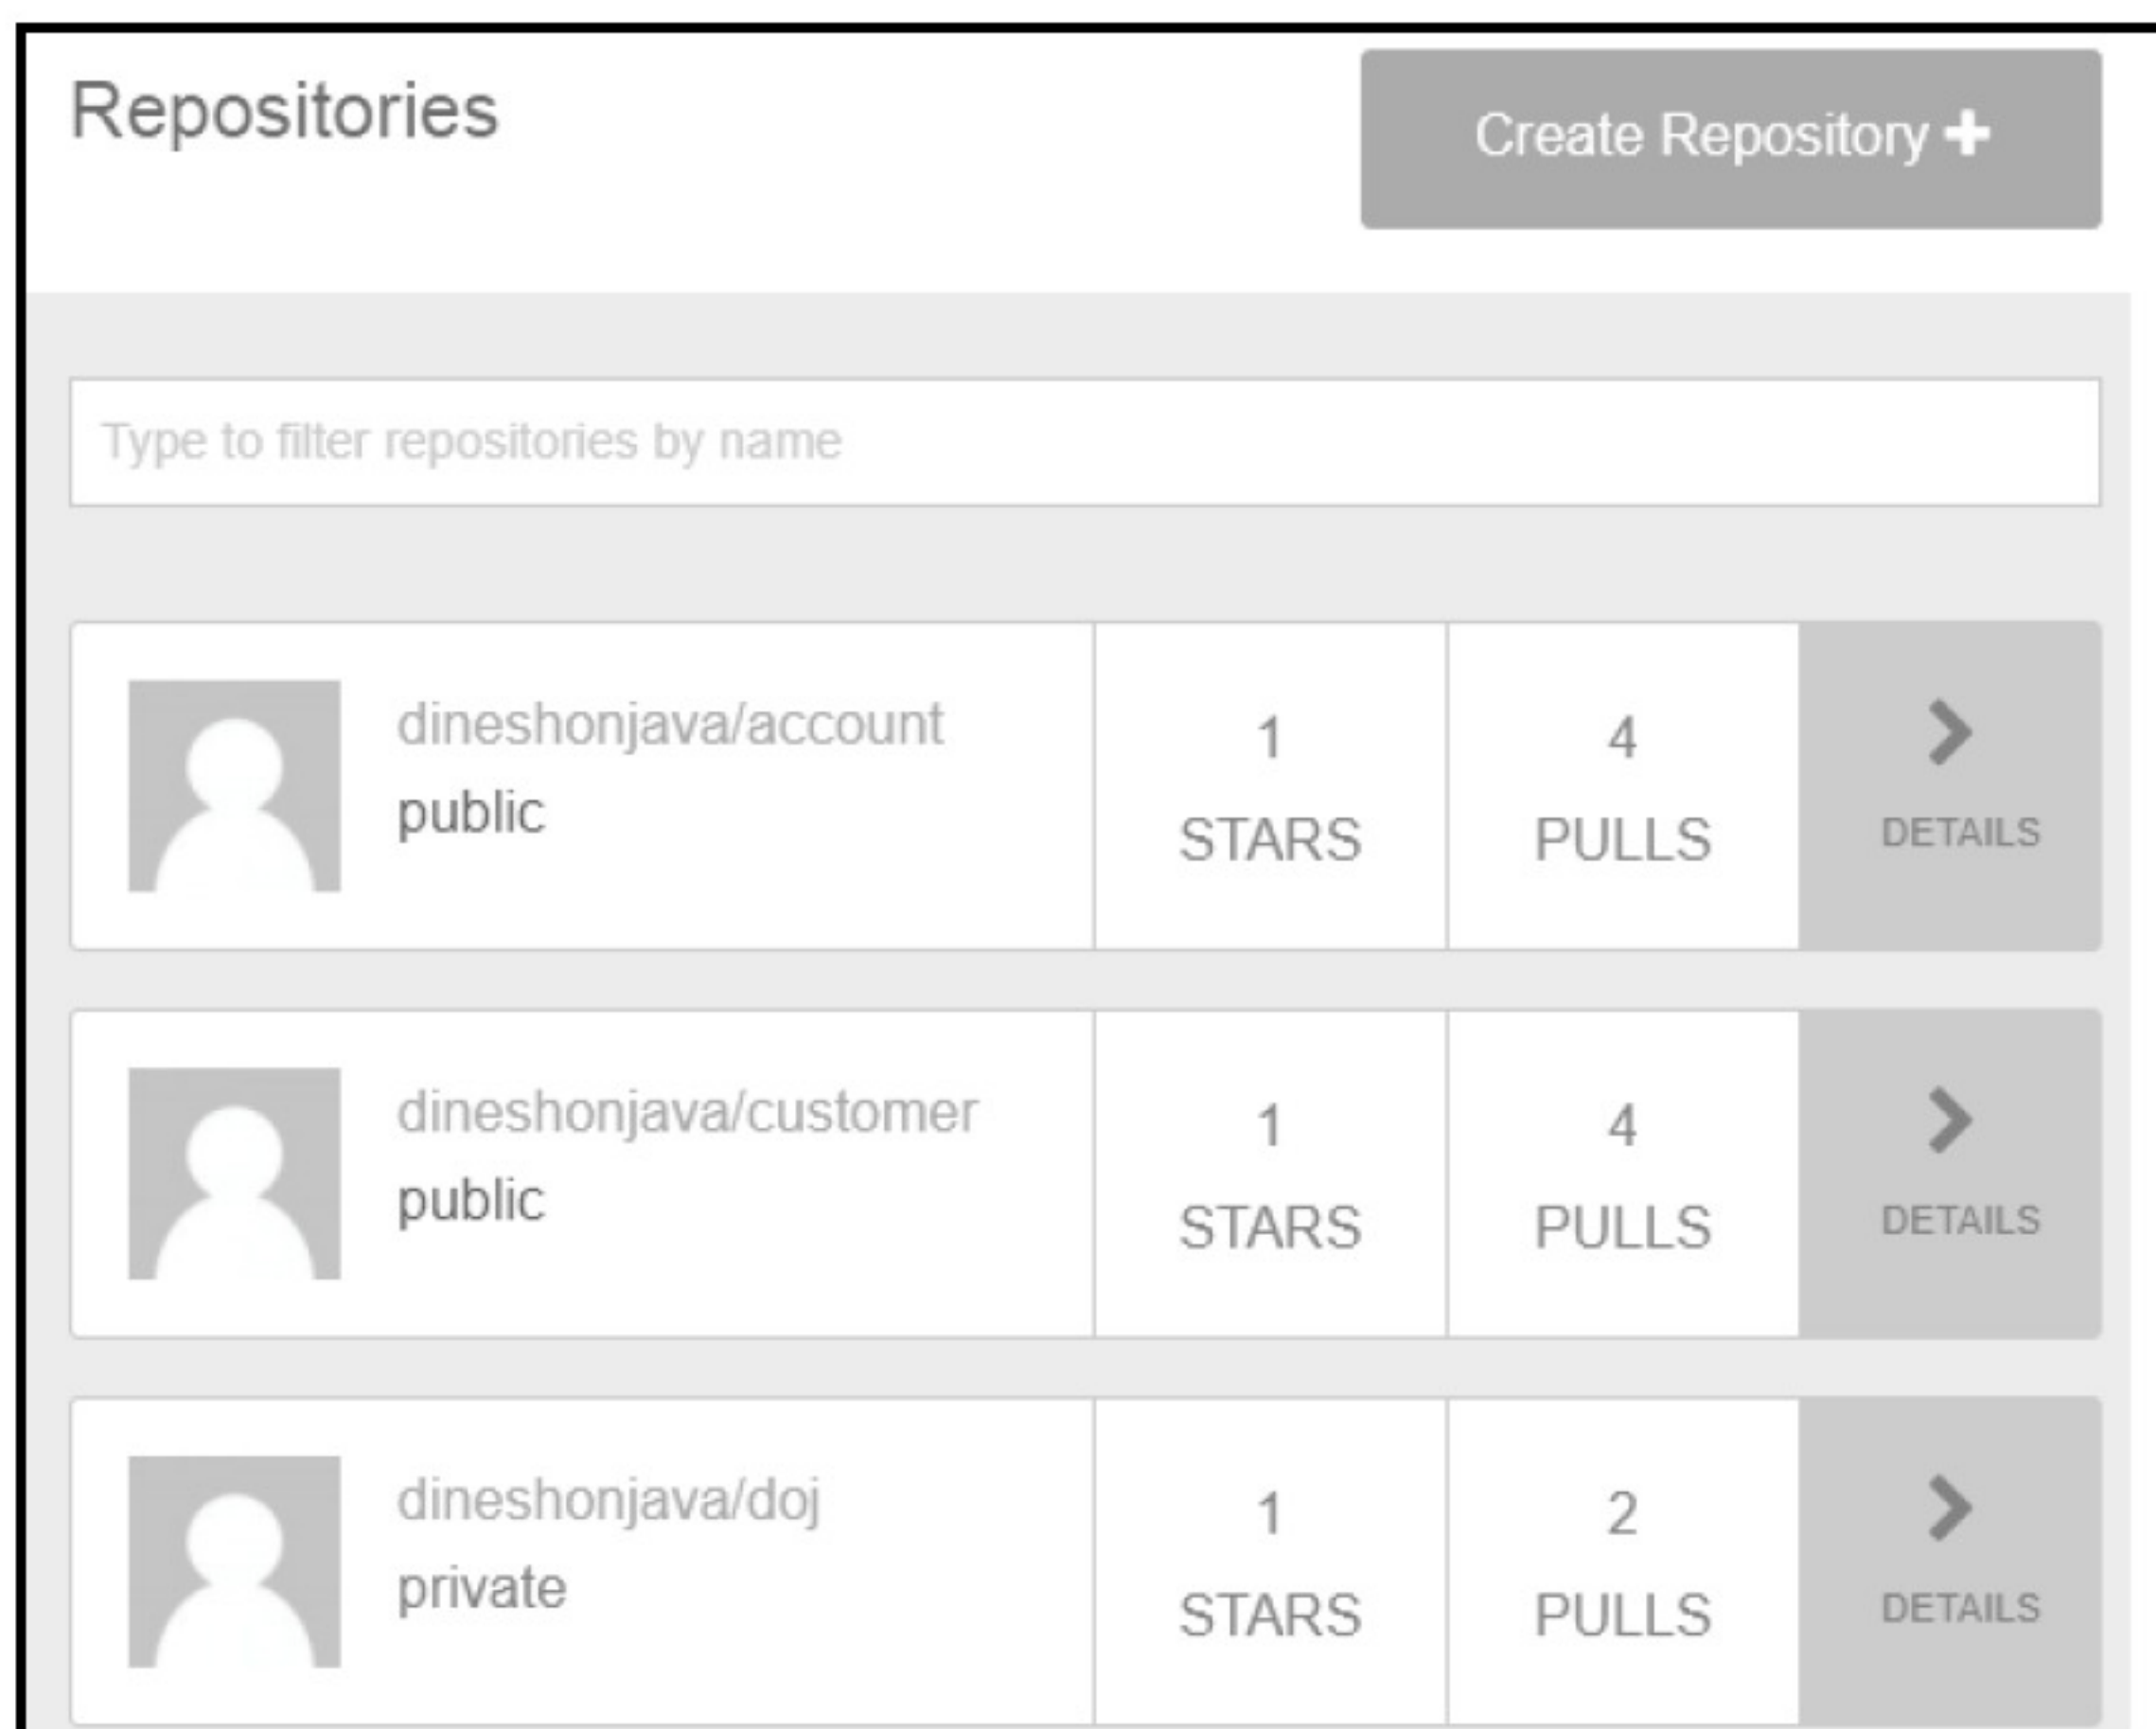 Repositories
Create Repository +
Type to filter repositories by name
dineshonjava/account
public
1
STARS
4
PULLS
DETAILS
dineshonjava/customer
public
1
STARS
4
PULLS
DETAILS
dineshonjava/doj
private
1
STARS
2
PULLS
DETAILS